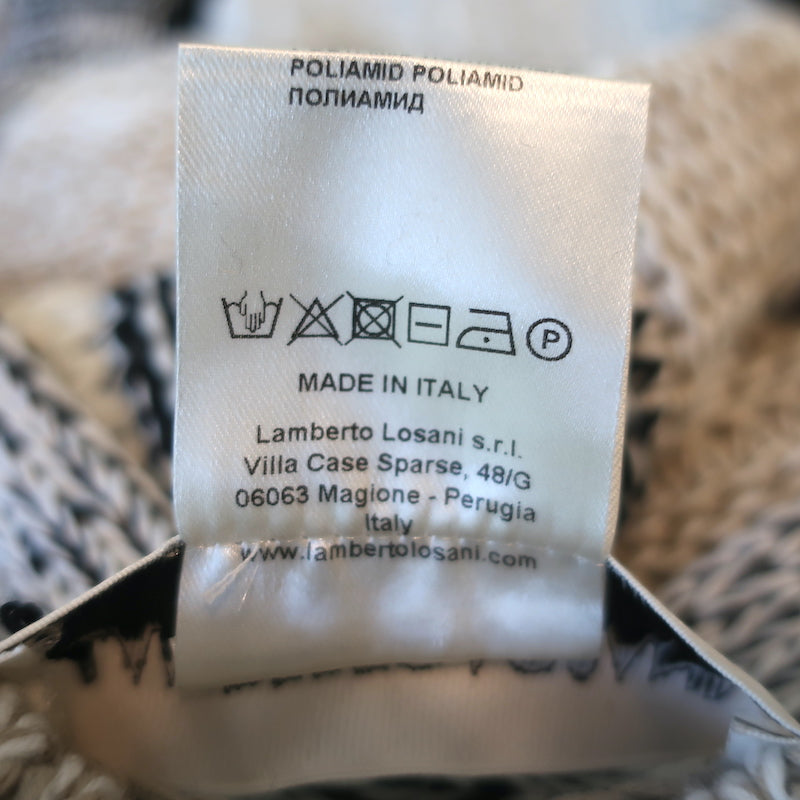 POLIAMID POLIAMID
ПОЛИАМИД
P
MADE IN ITALY
Lamberto Losani s.r.l.
Villa Case Sparse, 48/G
06063 Magione - Perugia
Italy
www.lambertolosani.com